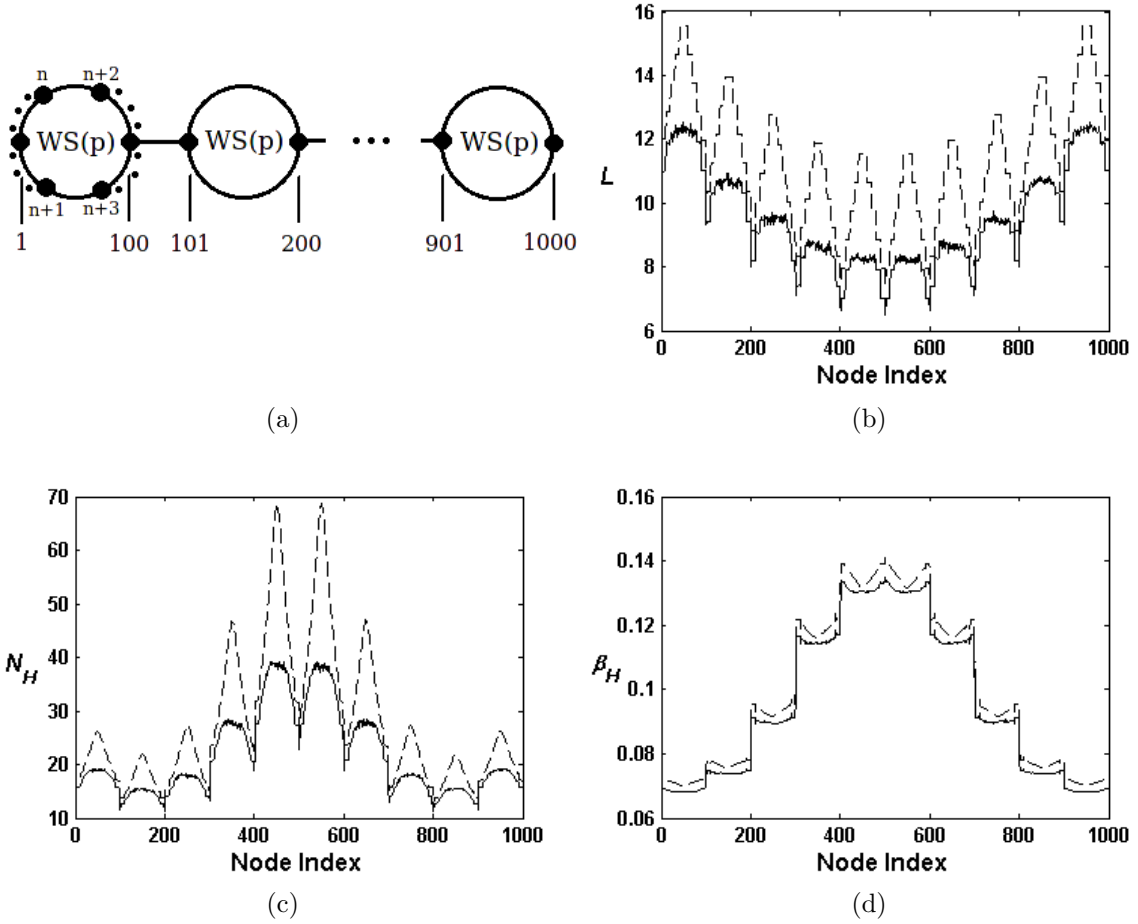 n n+2
WS(p) WS(p) WS(p)
n+1 n+3
1 100 101 200 901 1000
(a)
16
14
12
L
10
8
6
0 200 400 600 800 1000
Node Index
(b)
70
60
50
40
N_H
30
20
10
0 200 400 600 800 1000
Node Index
(c)
0.16
0.14
0.12
β_H
0.1
0.08
0.06
0 200 400 600 800 1000
Node Index
(d)